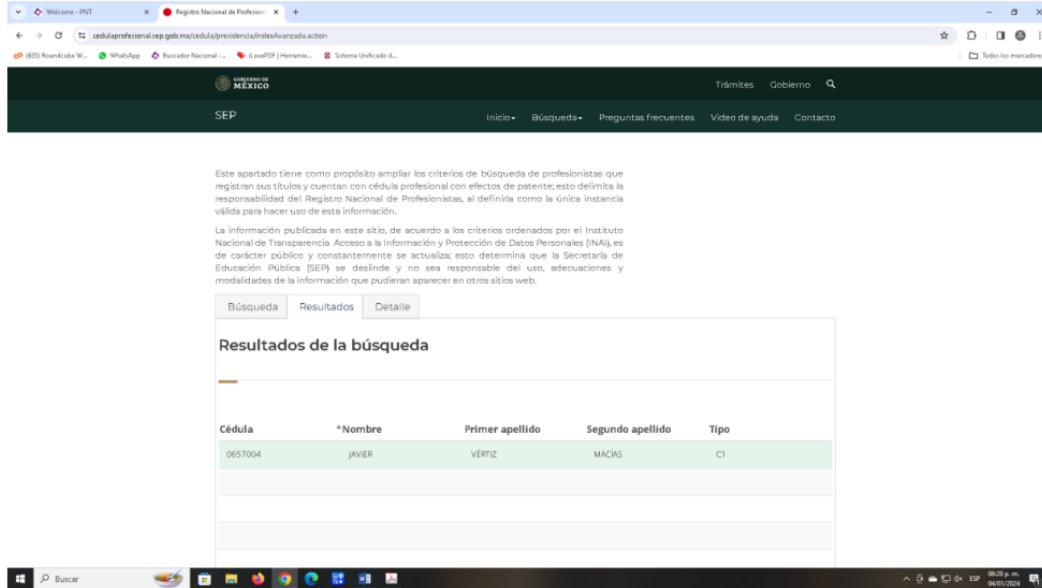 Welcome - PNT
Registro Nacional de Profesion
cedulaprofesional.sep.gob.mx/cedula/presidencia/indexAvanzada.action
(835) Roundcube W...
WhatsApp
Buscador Nacional -...
iLovePDF | Herramie...
Sistema Unificado d...
Todos los marcadore
GOBIERNO DE
MÉXICO
Trámites
Gobierno
SEP
Inicio
Búsqueda
Preguntas frecuentes
Video de ayuda
Contacto
Este apartado tiene como propósito ampliar los criterios de búsqueda de profesionistas que
registran sus títulos y cuentan con cédula profesional con efectos de patente; esto delimita la
responsabilidad del Registro Nacional de Profesionistas, al definirla como la única instancia
válida para hacer uso de esta información.
La información publicada en este sitio, de acuerdo a los criterios ordenados por el Instituto
Nacional de Transparencia. Acceso a la Información y Protección de Datos Personales (INAI), es
de carácter público y constantemente se actualiza; esto determina que la Secretaría de
Educación Pública (SEP) se deslinde y no sea responsable del uso, adecuaciones y
modalidades de la información que pudieran aparecer en otros sitios web.
Búsqueda
Resultados
Detalle
Resultados de la búsqueda
Cédula *Nombre Primer apellido Segundo apellido Tipo
0657004 JAVIER VÉRTIZ MACÍAS C1
Buscar
ESP
06:28 p. m.
04/01/2024